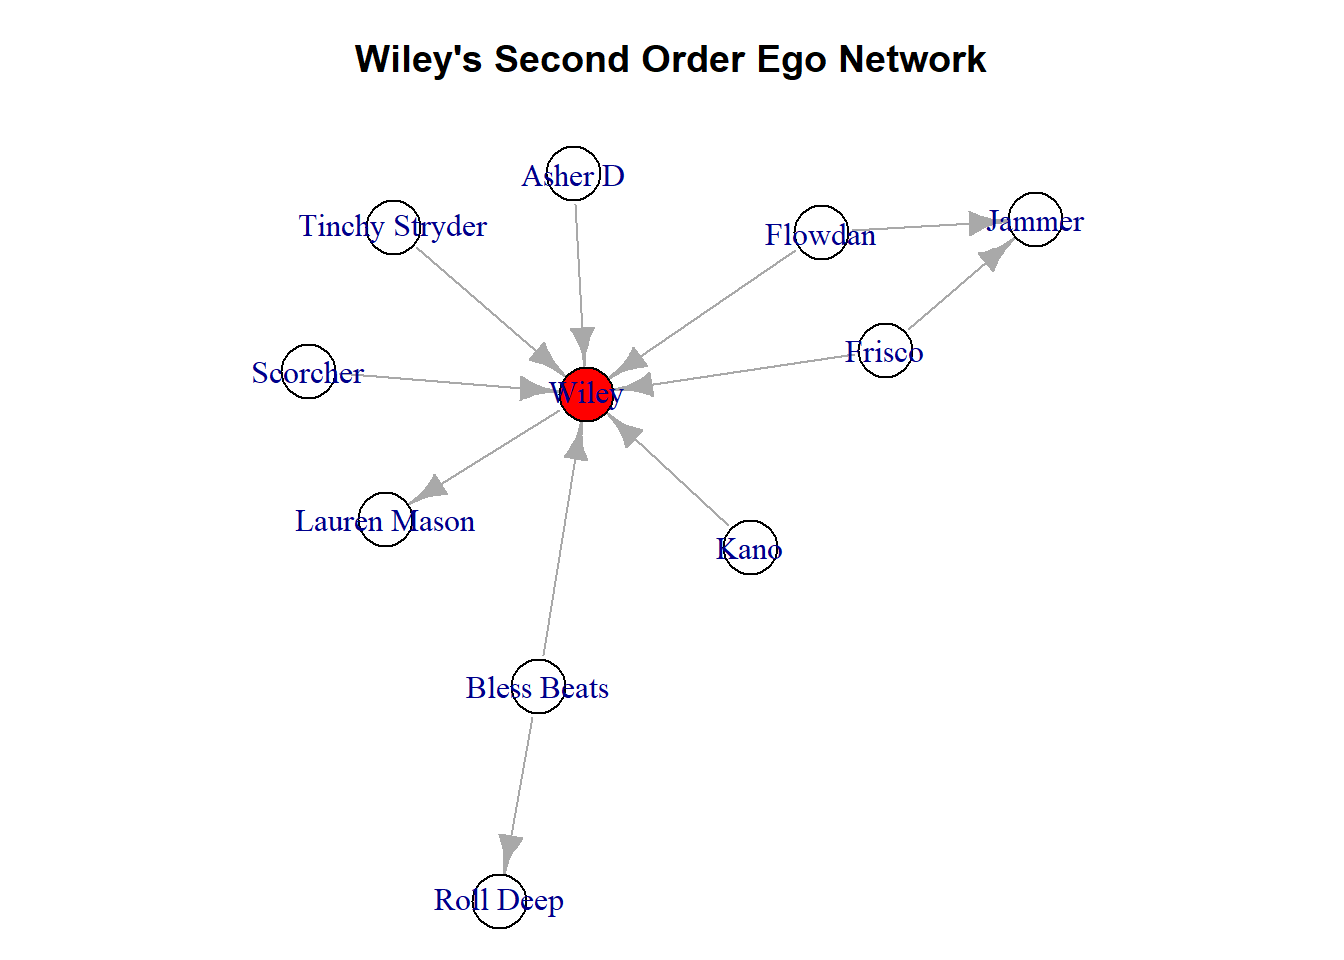 Wiley's Second Order Ego Network
Asher D
Tinchy Stryder
Flowdan
Jammer
Frisco
Scorcher
Wiley
Lauren Mason
Kano
Bless Beats
Roll Deep